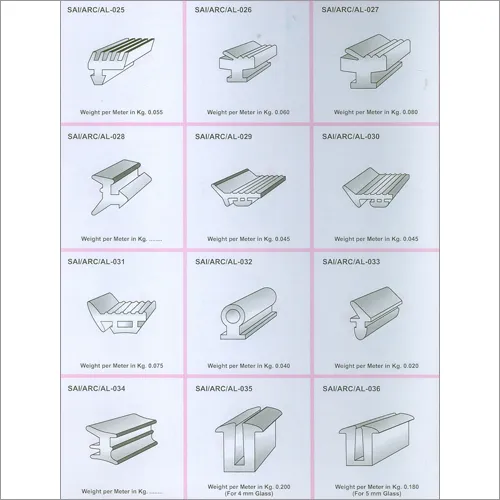 SAI/ARC/AL-025
SAI/ARC/AL-026
SAI/ARC/AL-027
Weight per Meter in Kg. 0.055
Weight per Meter in Kg. 0.060
Weight per Meter in Kg. 0.080
SAI/ARC/AL-028
SAI/ARC/AL-029
SAI/ARC/AL-030
Weight per Meter in Kg. ........
Weight per Meter in Kg. 0.045
Weight per Meter in Kg. 0.045
SAI/ARC/AL-031
SAI/ARC/AL-032
SAI/ARC/AL-033
Weight per Meter in Kg. 0.075
Weight per Meter in Kg. 0.040
Weight per Meter in Kg. 0.020
SAI/ARC/AL-034
SAI/ARC/AL-035
SAI/ARC/AL-036
Weight per Meter in Kg. ........
Weight per Meter in Kg. 0.200
(For 4 mm Glass)
Weight per Meter in Kg. 0.180
(For 5 mm Glass)